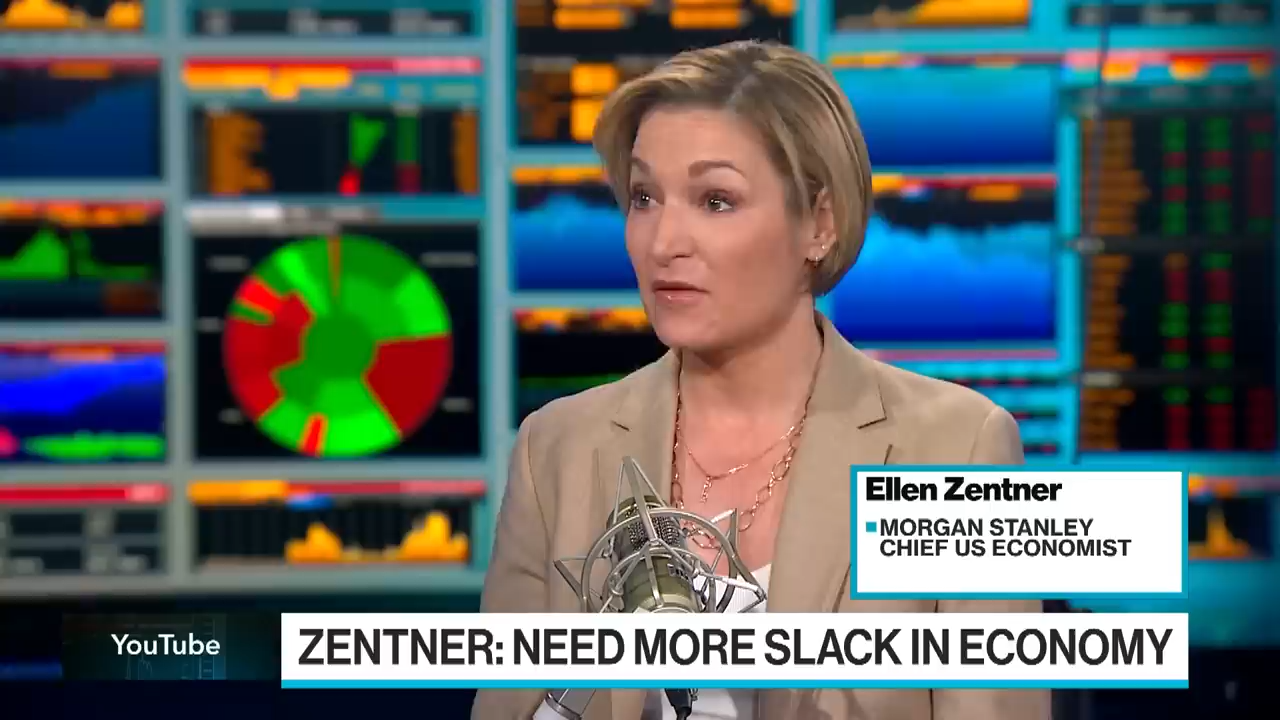 Ellen Zentner
MORGAN STANLEY
CHIEF US ECONOMIST
YouTube
ZENTNER: NEED MORE SLACK IN ECONOMY